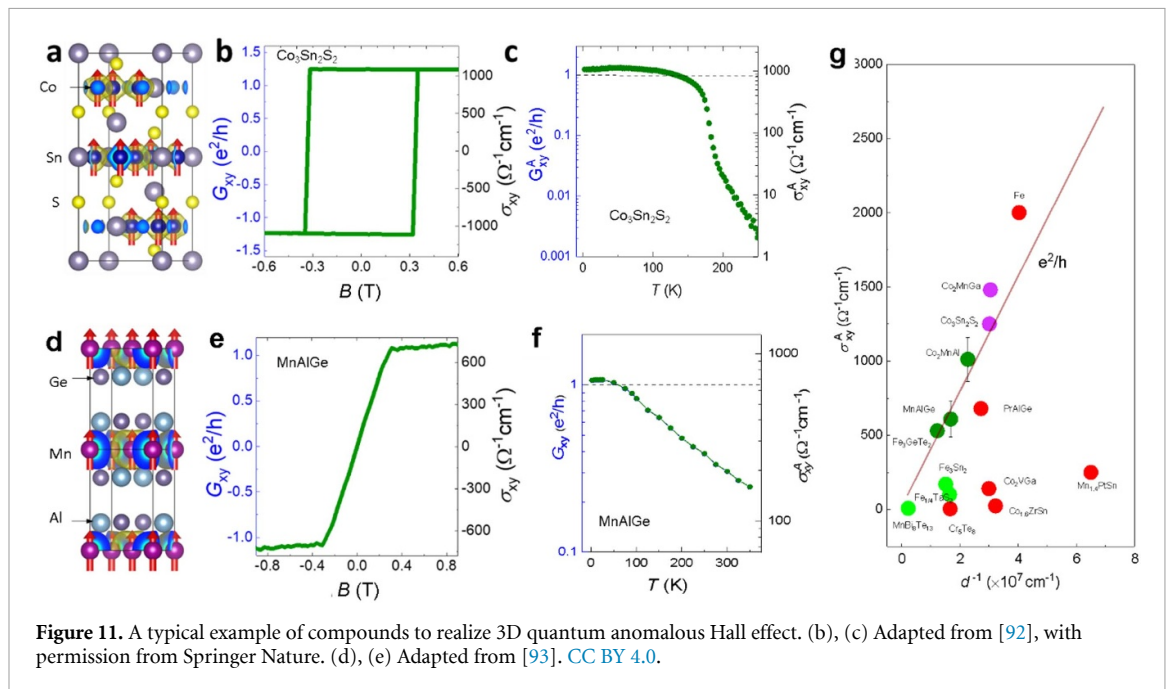 a
Co
Sn
S
b
Co3Sn2S2
1.5
1.0
0.5
0.0
-0.5
-1.0
-1.5
Gxy (e2/h)
1000
500
0
-500
-1000
σxy (Ω-1cm-1)
-0.6 -0.3 0.0 0.3 0.6
B (T)
c
1
0.1
0.01
0.001
GxyA (e2/h)
1000
100
10
1
σxyA (Ω-1cm-1)
Co3Sn2S2
0 100 200
T (K)
d
Ge
Mn
Al
e
MnAlGe
1.0
0.5
0.0
-0.5
-1.0
Gxy (e2/h)
600
300
0
-300
-600
σxy (Ω-1cm-1)
-0.8 -0.4 0.0 0.4 0.8
B (T)
f
1
0.1
Gxy (e2/h)
1000
100
σxyA (Ω-1cm-1)
MnAlGe
0 100 200 300
T (K)
g
3000
2500
2000
1500
1000
500
0
σxyA (Ω-1cm-1)
Fe
e2/h
Co2MnGa
Co3Sn2S2
Co2MnAl
MnAlGe
PrAlGe
Fe3GeTe2
Fe3Sn2
Co2VGa
Mn1.4PtSn
Fe1/4TaS2
Co1.6ZrSn
MnBi8Te13
Cr5Te8
0 2 4 6
d-1 (×107 cm-1)
Figure 11. A typical example of compounds to realize 3D quantum anomalous Hall effect. (b), (c) Adapted from [92], with
permission from Springer Nature. (d), (e) Adapted from [93]. CC BY 4.0.